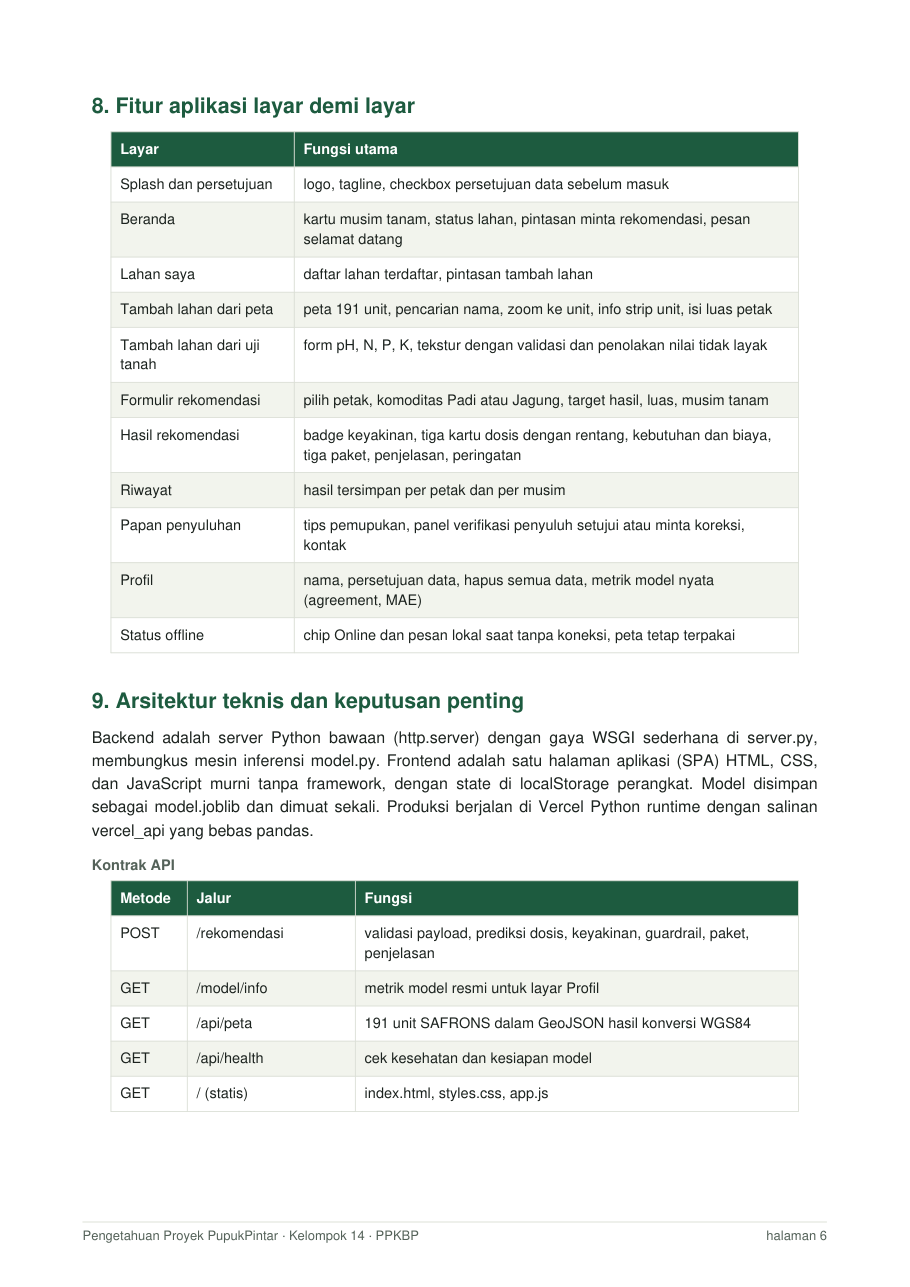 8. Fitur aplikasi layar demi layar
Layar Fungsi utama
Splash dan persetujuan logo, tagline, checkbox persetujuan data sebelum masuk
Beranda kartu musim tanam, status lahan, pintasan minta rekomendasi, pesan
selamat datang
Lahan saya daftar lahan terdaftar, pintasan tambah lahan
Tambah lahan dari peta peta 191 unit, pencarian nama, zoom ke unit, info strip unit, isi luas petak
Tambah lahan dari uji form pH, N, P, K, tekstur dengan validasi dan penolakan nilai tidak layak
tanah
Formulir rekomendasi pilih petak, komoditas Padi atau Jagung, target hasil, luas, musim tanam
Hasil rekomendasi badge keyakinan, tiga kartu dosis dengan rentang, kebutuhan dan biaya,
tiga paket, penjelasan, peringatan
Riwayat hasil tersimpan per petak dan per musim
Papan penyuluhan tips pemupukan, panel verifikasi penyuluh setujui atau minta koreksi,
kontak
Profil nama, persetujuan data, hapus semua data, metrik model nyata
(agreement, MAE)
Status offline chip Online dan pesan lokal saat tanpa koneksi, peta tetap terpakai
9. Arsitektur teknis dan keputusan penting
Backend adalah server Python bawaan (http.server) dengan gaya WSGI sederhana di server.py,
membungkus mesin inferensi model.py. Frontend adalah satu halaman aplikasi (SPA) HTML, CSS,
dan JavaScript murni tanpa framework, dengan state di localStorage perangkat. Model disimpan
sebagai model.joblib dan dimuat sekali. Produksi berjalan di Vercel Python runtime dengan salinan
vercel_api yang bebas pandas.
Kontrak API
Metode Jalur Fungsi
POST /rekomendasi validasi payload, prediksi dosis, keyakinan, guardrail, paket,
penjelasan
GET /model/info metrik model resmi untuk layar Profil
GET /api/peta 191 unit SAFRONS dalam GeoJSON hasil konversi WGS84
GET /api/health cek kesehatan dan kesiapan model
GET / (statis) index.html, styles.css, app.js
Pengetahuan Proyek PupukPintar · Kelompok 14 · PPKBP halaman 6